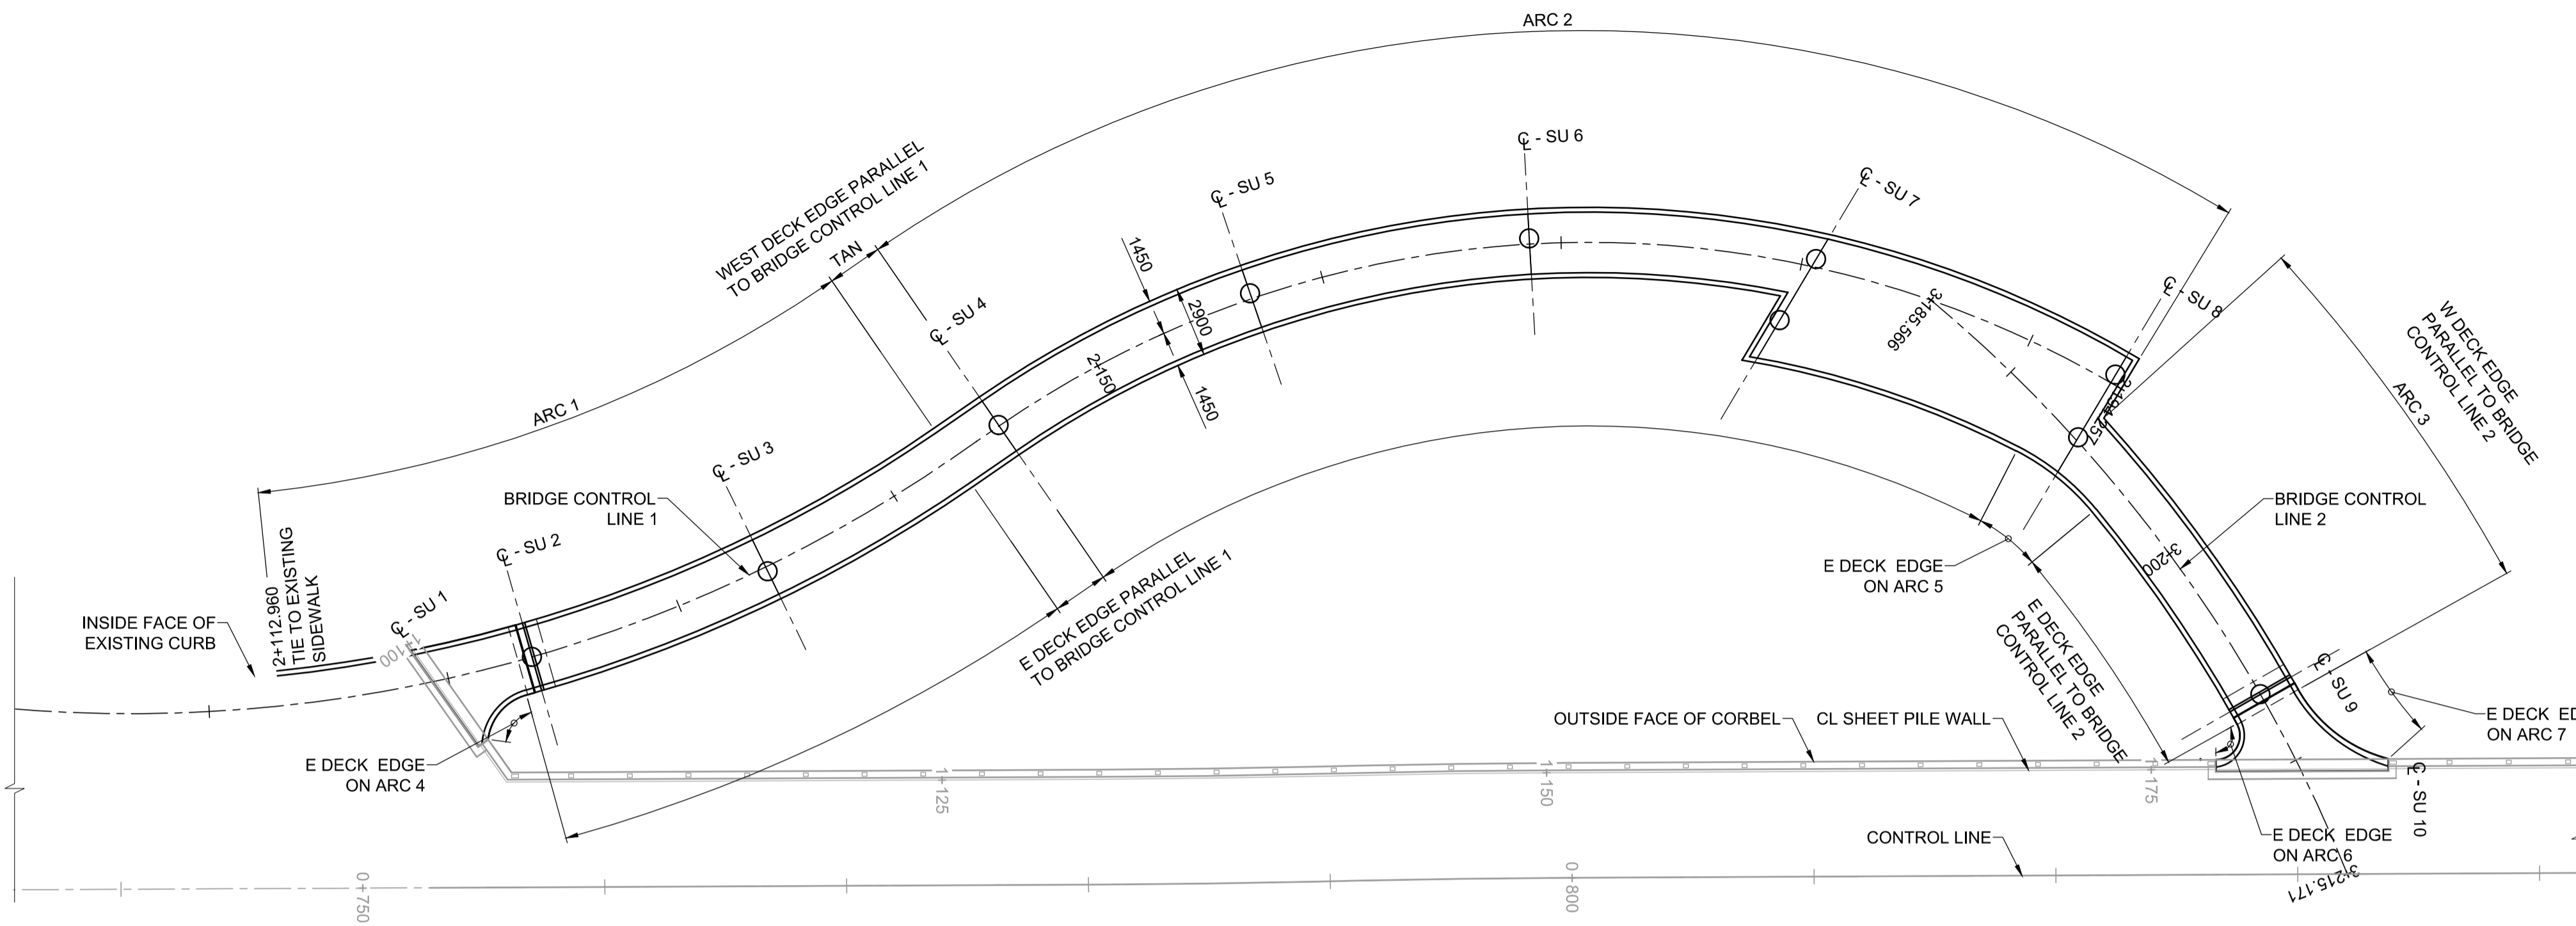 ARC 2
WEST DECK EDGE PARALLEL
TO BRIDGE CONTROL LINE 1
TAN
ARC 1
℄ - SU 1
℄ - SU 2
℄ - SU 3
℄ - SU 4
℄ - SU 5
℄ - SU 6
℄ - SU 7
℄ - SU 8
1450
2900
1450
2+150
3+185.566
BRIDGE CONTROL
LINE 1
W DECK EDGE
PARALLEL TO BRIDGE
CONTROL LINE 2
ARC 3
BRIDGE CONTROL
LINE 2
3+200
E DECK EDGE
ON ARC 5
E DECK EDGE
PARALLEL TO BRIDGE
CONTROL LINE 2
E DECK EDGE PARALLEL
TO BRIDGE CONTROL LINE 1
INSIDE FACE OF
EXISTING CURB
2+112.960
TIE TO EXISTING
SIDEWALK
1+100
E DECK EDGE
ON ARC 4
OUTSIDE FACE OF CORBEL
CL SHEET PILE WALL
℄ - SU 9
E DECK ED
ON ARC 7
1+125
1+150
1+175
℄ - SU 10
CONTROL LINE
E DECK EDGE
ON ARC 6
3+215.171
0+750
0+800